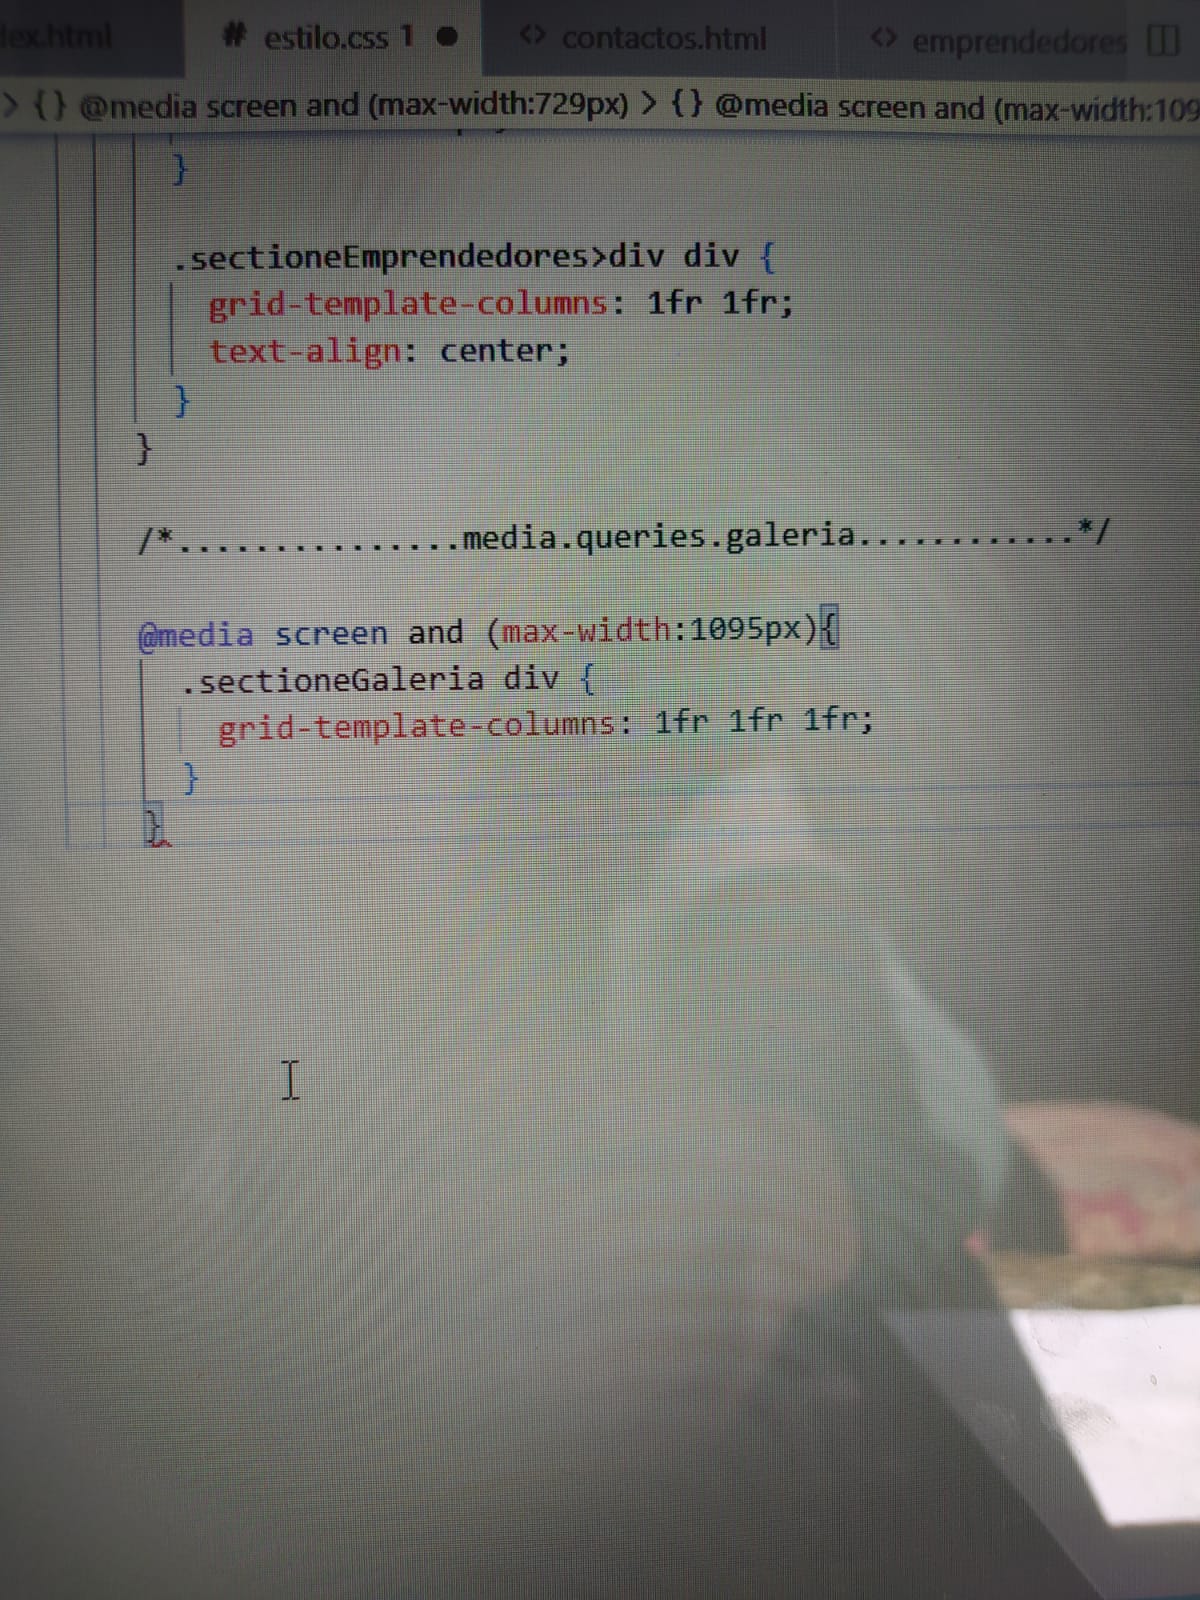 lex.html # estilo.css 1 ● <> contactos.html <> emprendedores
> {} @media screen and (max-width:729px) > {} @media screen and (max-width:109
}
.sectioneEmprendedores>div div {
grid-template-columns: 1fr 1fr;
text-align: center;
}
}
/*...............media.queries.galeria............*/
@media screen and (max-width:1095px){
.sectioneGaleria div {
grid-template-columns: 1fr 1fr 1fr;
}
}